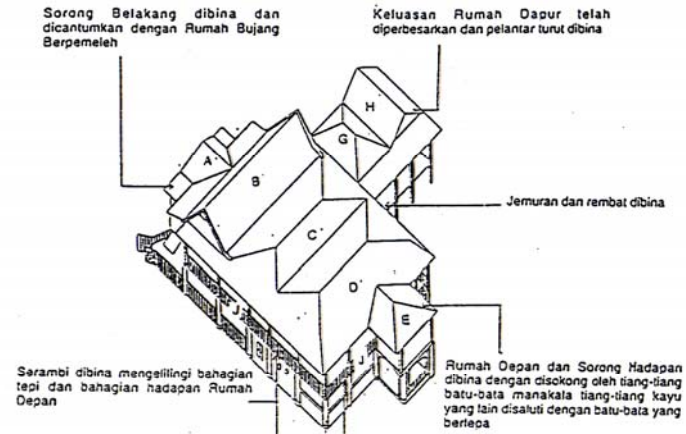 Sorong Belakang dibina dan
dicantumkan dengan Rumah Bujang
Berpemeleh
Keluasan Rumah Dapur telah
diperbesarkan dan pelantar turut dibina
H
G
A
B
Jemuran dan rembat dibina
C
D
E
J
J
Serambi dibina mengelilingi bahagian
tepi dan bahagian hadapan Rumah
Depan
Rumah Depan dan Sorong Hadapan
dibina dengan disokong oleh tiang-tiang
batu-bata manakala tiang-tiang kayu
yang lain disaluti dengan batu-bata yang
berlepa